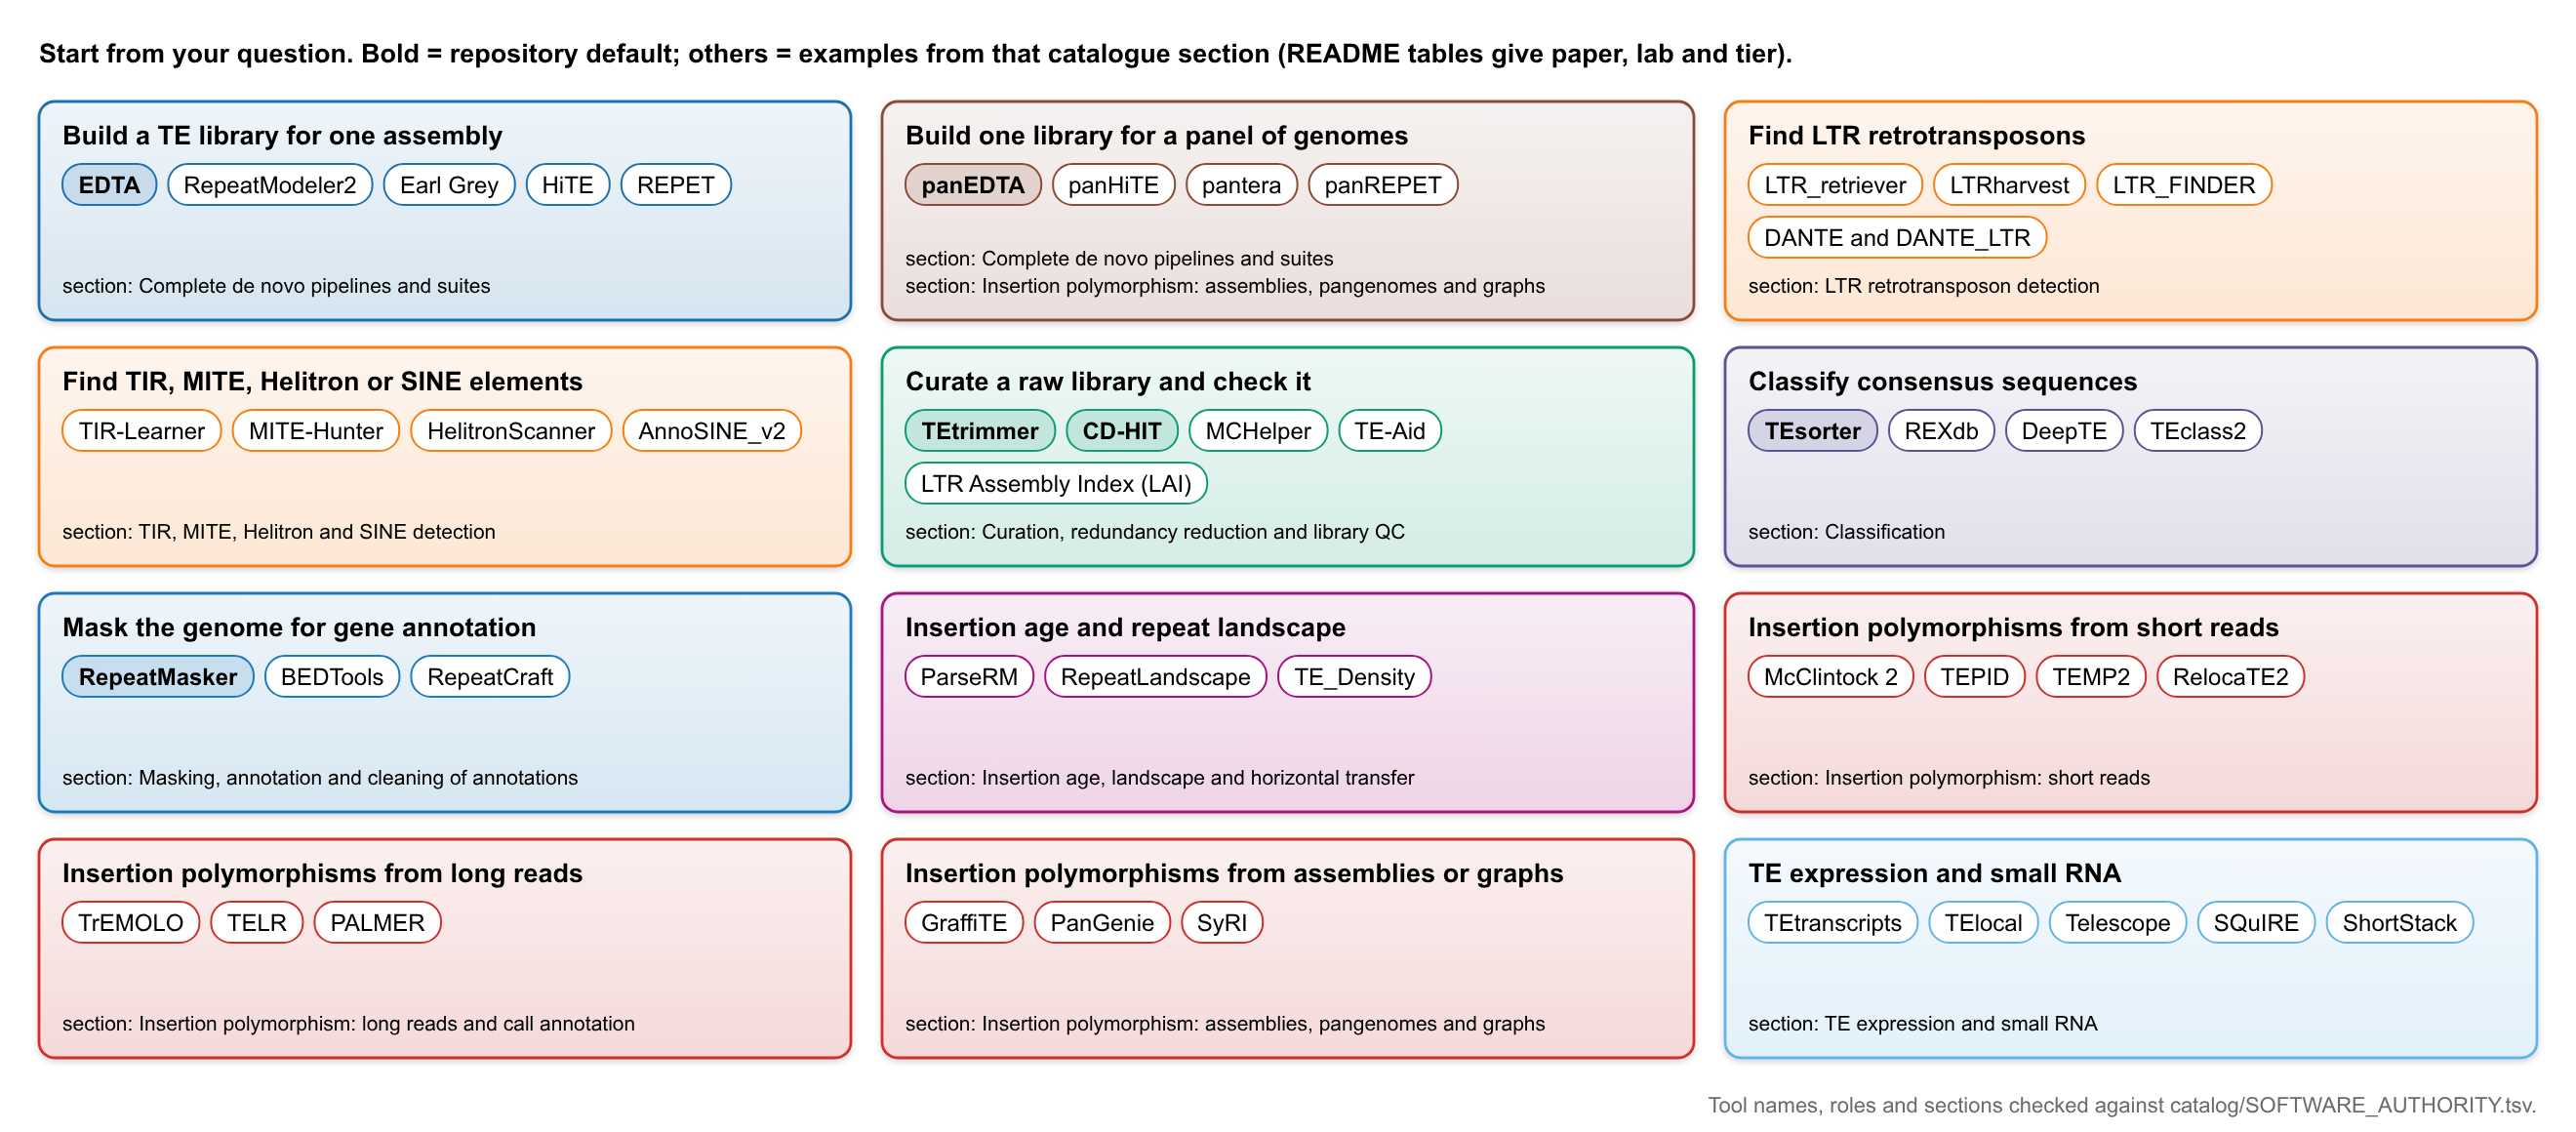 Start from your question. Bold = repository default; others = examples from that catalogue section (README tables give paper, lab and tier).
Build a TE library for one assembly
EDTA RepeatModeler2 Earl Grey HiTE REPET
section: Complete de novo pipelines and suites
Build one library for a panel of genomes
panEDTA panHiTE pantera panREPET
section: Complete de novo pipelines and suites
section: Insertion polymorphism: assemblies, pangenomes and graphs
Find LTR retrotransposons
LTR_retriever LTRharvest LTR_FINDER
DANTE and DANTE_LTR
section: LTR retrotransposon detection
Find TIR, MITE, Helitron or SINE elements
TIR-Learner MITE-Hunter HelitronScanner AnnoSINE_v2
section: TIR, MITE, Helitron and SINE detection
Curate a raw library and check it
TEtrimmer CD-HIT MCHelper TE-Aid
LTR Assembly Index (LAI)
section: Curation, redundancy reduction and library QC
Classify consensus sequences
TEsorter REXdb DeepTE TEclass2
section: Classification
Mask the genome for gene annotation
RepeatMasker BEDTools RepeatCraft
section: Masking, annotation and cleaning of annotations
Insertion age and repeat landscape
ParseRM RepeatLandscape TE_Density
section: Insertion age, landscape and horizontal transfer
Insertion polymorphisms from short reads
McClintock 2 TEPID TEMP2 RelocaTE2
section: Insertion polymorphism: short reads
Insertion polymorphisms from long reads
TrEMOLO TELR PALMER
section: Insertion polymorphism: long reads and call annotation
Insertion polymorphisms from assemblies or graphs
GraffiTE PanGenie SyRI
section: Insertion polymorphism: assemblies, pangenomes and graphs
TE expression and small RNA
TEtranscripts TElocal Telescope SQuIRE ShortStack
section: TE expression and small RNA
Tool names, roles and sections checked against catalog/SOFTWARE_AUTHORITY.tsv.